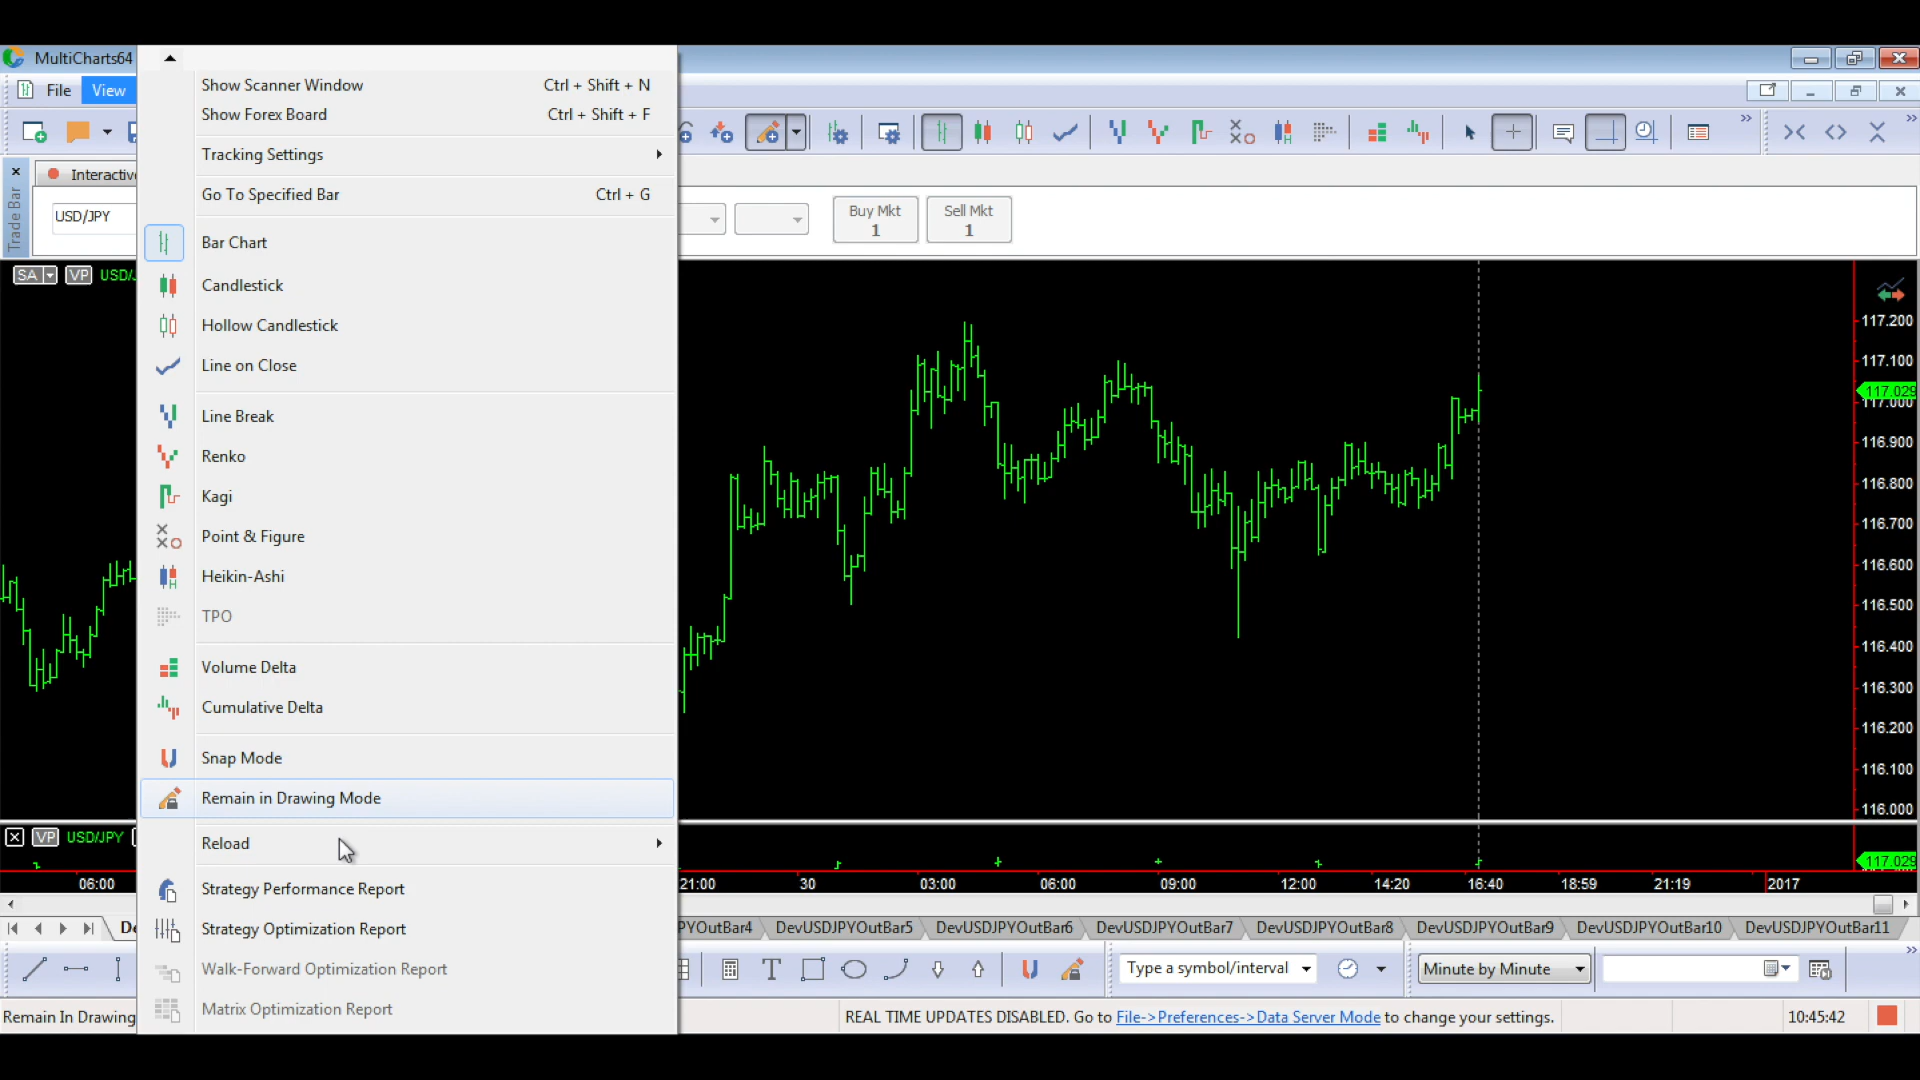 MultiCharts64
File View
Show Scanner Window Ctrl + Shift + N
Show Forex Board Ctrl + Shift + F
Tracking Settings
Go To Specified Bar Ctrl + G
Bar Chart
Candlestick
Hollow Candlestick
Line on Close
Line Break
Renko
Kagi
Point & Figure
Heikin-Ashi
TPO
Volume Delta
Cumulative Delta
Snap Mode
Remain in Drawing Mode
Reload
Strategy Performance Report
Strategy Optimization Report
Walk-Forward Optimization Report
Matrix Optimization Report
Trade Bar
Interactive
USD/JPY
Buy Mkt
1
Sell Mkt
1
SA VP USD/J
117.200
117.100
117.029
117.000
116.900
116.800
116.700
116.600
116.500
116.400
116.300
116.200
116.100
116.000
VP USD/JPY
117.029
06:00 21:00 30 03:00 06:00 09:00 12:00 14:20 16:40 18:59 21:19 2017
PYOutBar4 DevUSDJPYOutBar5 DevUSDJPYOutBar6 DevUSDJPYOutBar7 DevUSDJPYOutBar8 DevUSDJPYOutBar9 DevUSDJPYOutBar10 DevUSDJPYOutBar11
Type a symbol/interval Minute by Minute
Remain In Drawing REAL TIME UPDATES DISABLED. Go to File->Preferences->Data Server Mode to change your settings. 10:45:42